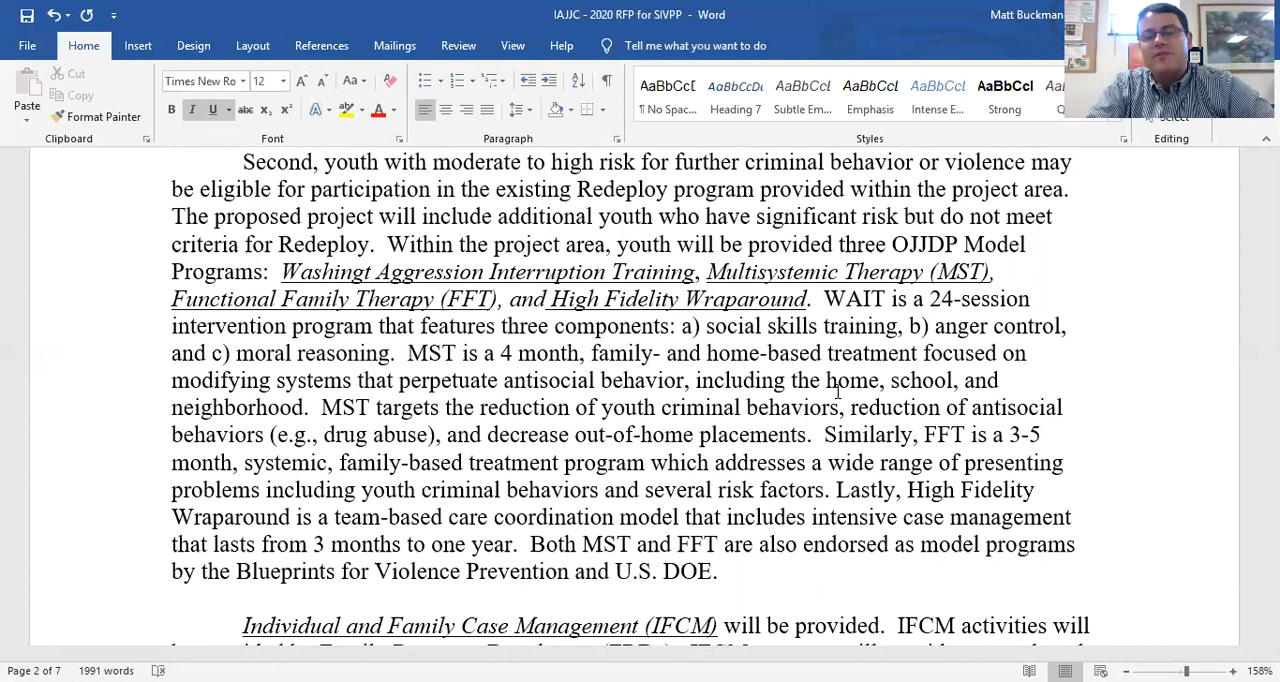 IAJJC - 2020 RFP for SIVPP - Word
Matt Buckman
File Home Insert Design Layout References Mailings Review View Help Tell me what you want to do
Paste
Cut
Copy
Format Painter
Clipboard
Times New Ro 12
Font
Paragraph
AaBbCcI AaBbCcDc AaBbCcD AaBbCcD AaBbCcD AaBbCcl
¶ No Spac... Heading 7 Subtle Em... Emphasis Intense E... Strong
Styles
Select
Editing
Second, youth with moderate to high risk for further criminal behavior or violence may
be eligible for participation in the existing Redeploy program provided within the project area.
The proposed project will include additional youth who have significant risk but do not meet
criteria for Redeploy. Within the project area, youth will be provided three OJJDP Model
Programs: Washingt Aggression Interruption Training, Multisystemic Therapy (MST),
Functional Family Therapy (FFT), and High Fidelity Wraparound. WAIT is a 24-session
intervention program that features three components: a) social skills training, b) anger control,
and c) moral reasoning. MST is a 4 month, family- and home-based treatment focused on
modifying systems that perpetuate antisocial behavior, including the home, school, and
neighborhood. MST targets the reduction of youth criminal behaviors, reduction of antisocial
behaviors (e.g., drug abuse), and decrease out-of-home placements. Similarly, FFT is a 3-5
month, systemic, family-based treatment program which addresses a wide range of presenting
problems including youth criminal behaviors and several risk factors. Lastly, High Fidelity
Wraparound is a team-based care coordination model that includes intensive case management
that lasts from 3 months to one year. Both MST and FFT are also endorsed as model programs
by the Blueprints for Violence Prevention and U.S. DOE.
Individual and Family Case Management (IFCM) will be provided. IFCM activities will
Page 2 of 7 1991 words
158%